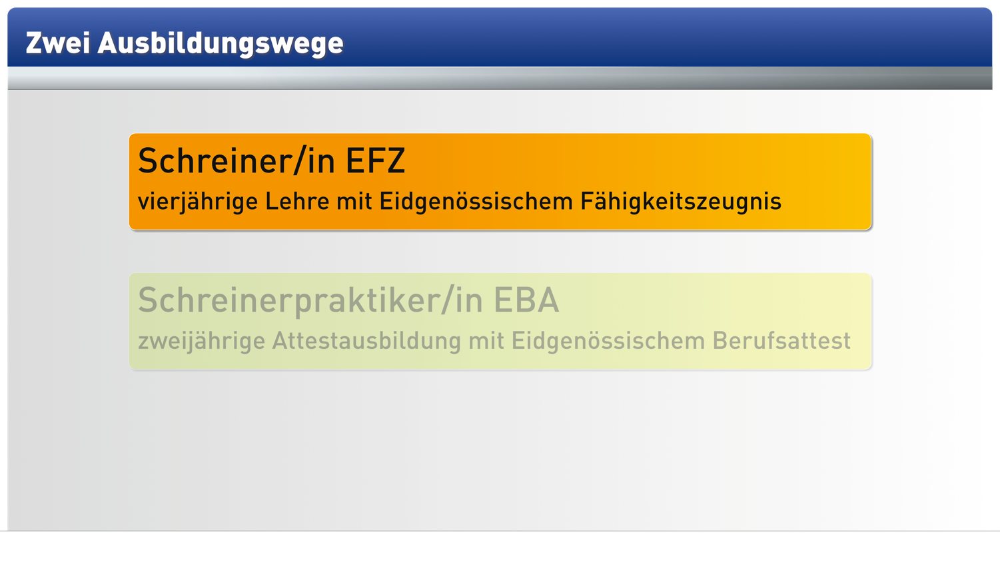 Zwei Ausbildungswege
Schreiner/in EFZ
vierjährige Lehre mit Eidgenössischem Fähigkeitszeugnis
Schreinerpraktiker/in EBA
zweijährige Attestausbildung mit Eidgenössischem Berufsattest